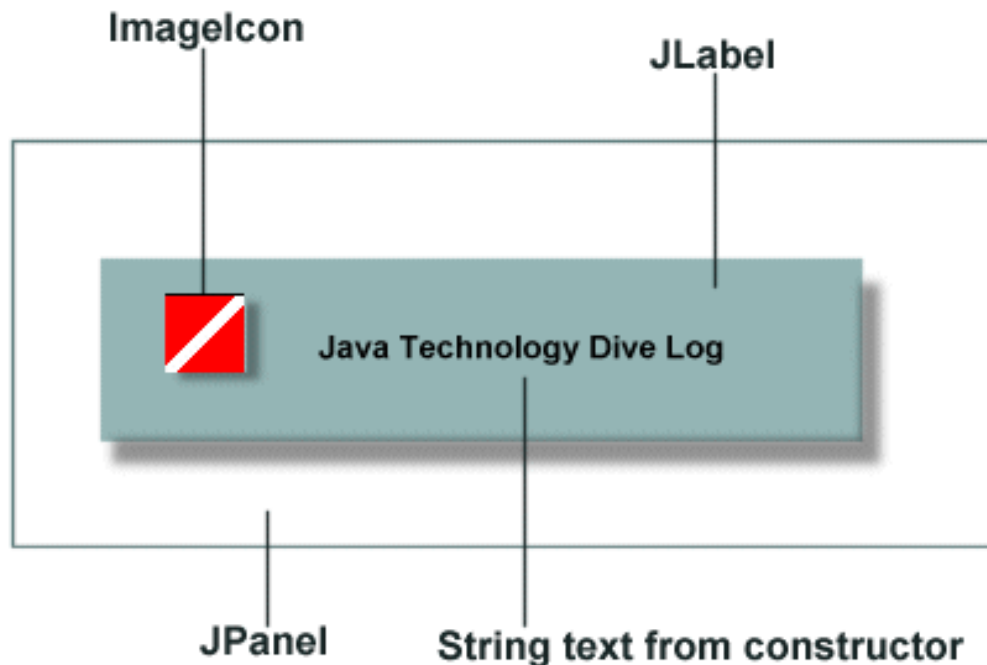 ImageIcon
JLabel
Java Technology Dive Log
JPanel
String text from constructor